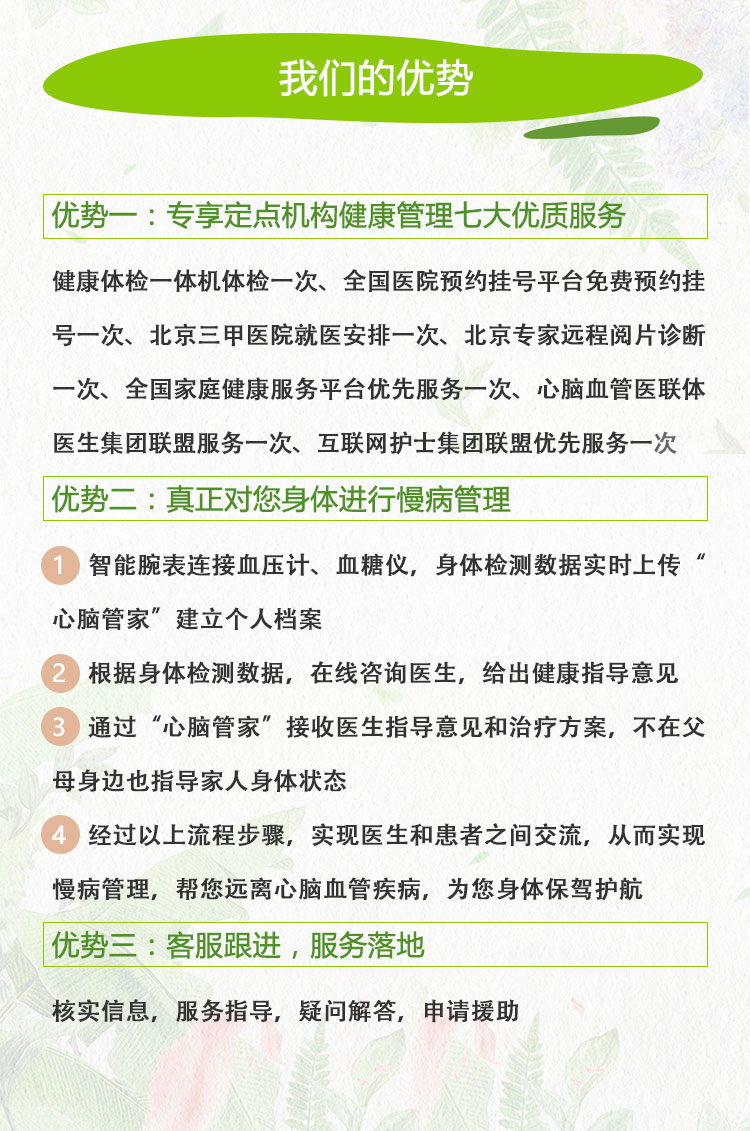 我们的优势
优势一：专享定点机构健康管理七大优质服务
健康体检一体机体检一次、全国医院预约挂号平台免费预约挂
号一次、北京三甲医院就医安排一次、北京专家远程阅片诊断
一次、全国家庭健康服务平台优先服务一次、心脑血管医联体
医生集团联盟服务一次、互联网护士集团联盟优先服务一次
优势二：真正对您身体进行慢病管理
1 智能腕表连接血压计、血糖仪，身体检测数据实时上传“
心脑管家”建立个人档案
2 根据身体检测数据，在线咨询医生，给出健康指导意见
3 通过“心脑管家”接收医生指导意见和治疗方案，不在父
母身边也指导家人身体状态
4 经过以上流程步骤，实现医生和患者之间交流，从而实现
慢病管理，帮您远离心脑血管疾病，为您身体保驾护航
优势三：客服跟进，服务落地
核实信息，服务指导，疑问解答，申请援助